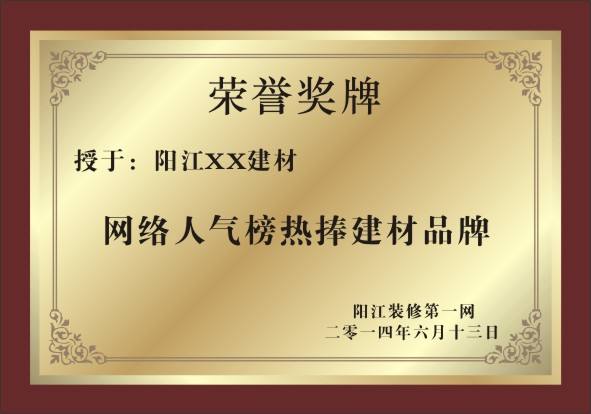 荣誉奖牌
授于：阳江XX建材
网络人气榜热捧建材品牌
阳江装修第一网
二零一四年六月十三日